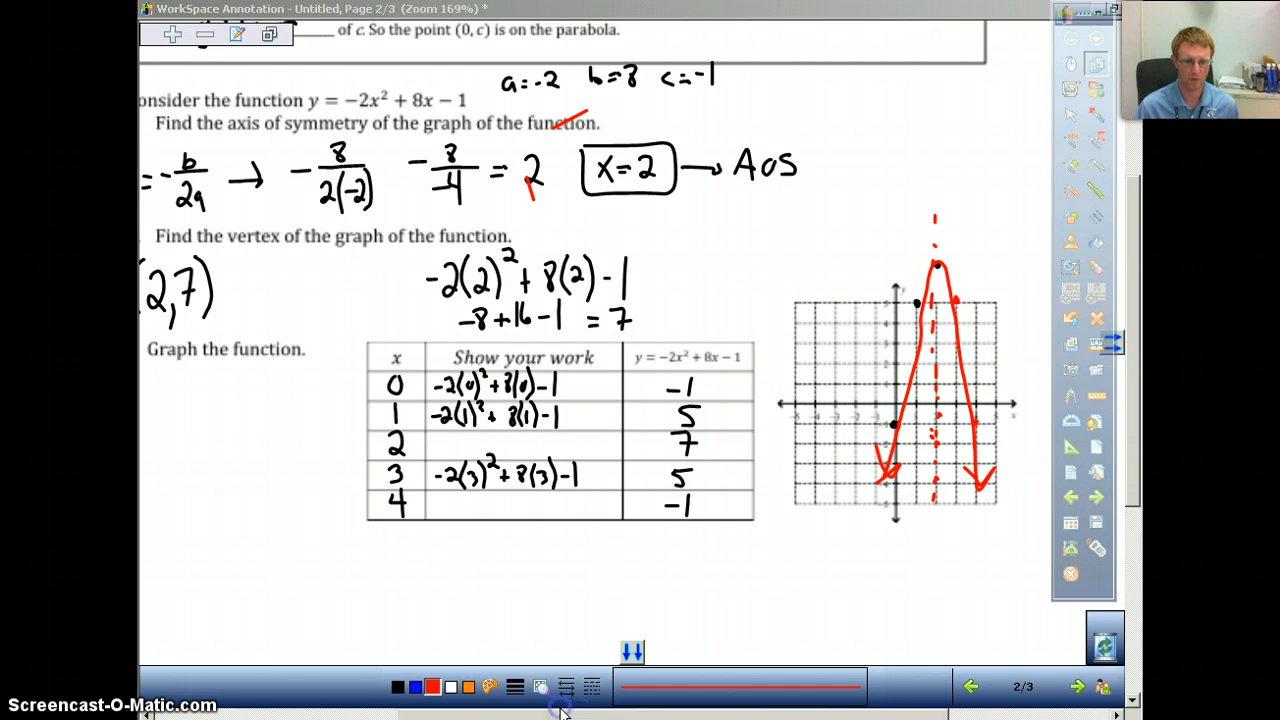 WorkSpace Annotation - Untitled, Page 2/3 (Zoom 169%) *
of c. So the point (0, c) is on the parabola.
a=-2 b=8 c=-1
onsider the function y = −2x² + 8x − 1
Find the axis of symmetry of the graph of the function.
= -b/2a → -8/2(-2) -8/-4 = 2 x=2 → AOS
Find the vertex of the graph of the function.
(2,7)
-2(2)² + 8(2) - 1
-8+16-1 = 7
Graph the function.
x Show your work y = −2x² + 8x − 1
0 -2(0)²+8(0)-1 -1
1 -2(1)²+ 8(1)-1 5
2 7
3 -2(3)²+8(3)-1 5
4 -1
y
x
2/3
Screencast-O-Matic.com